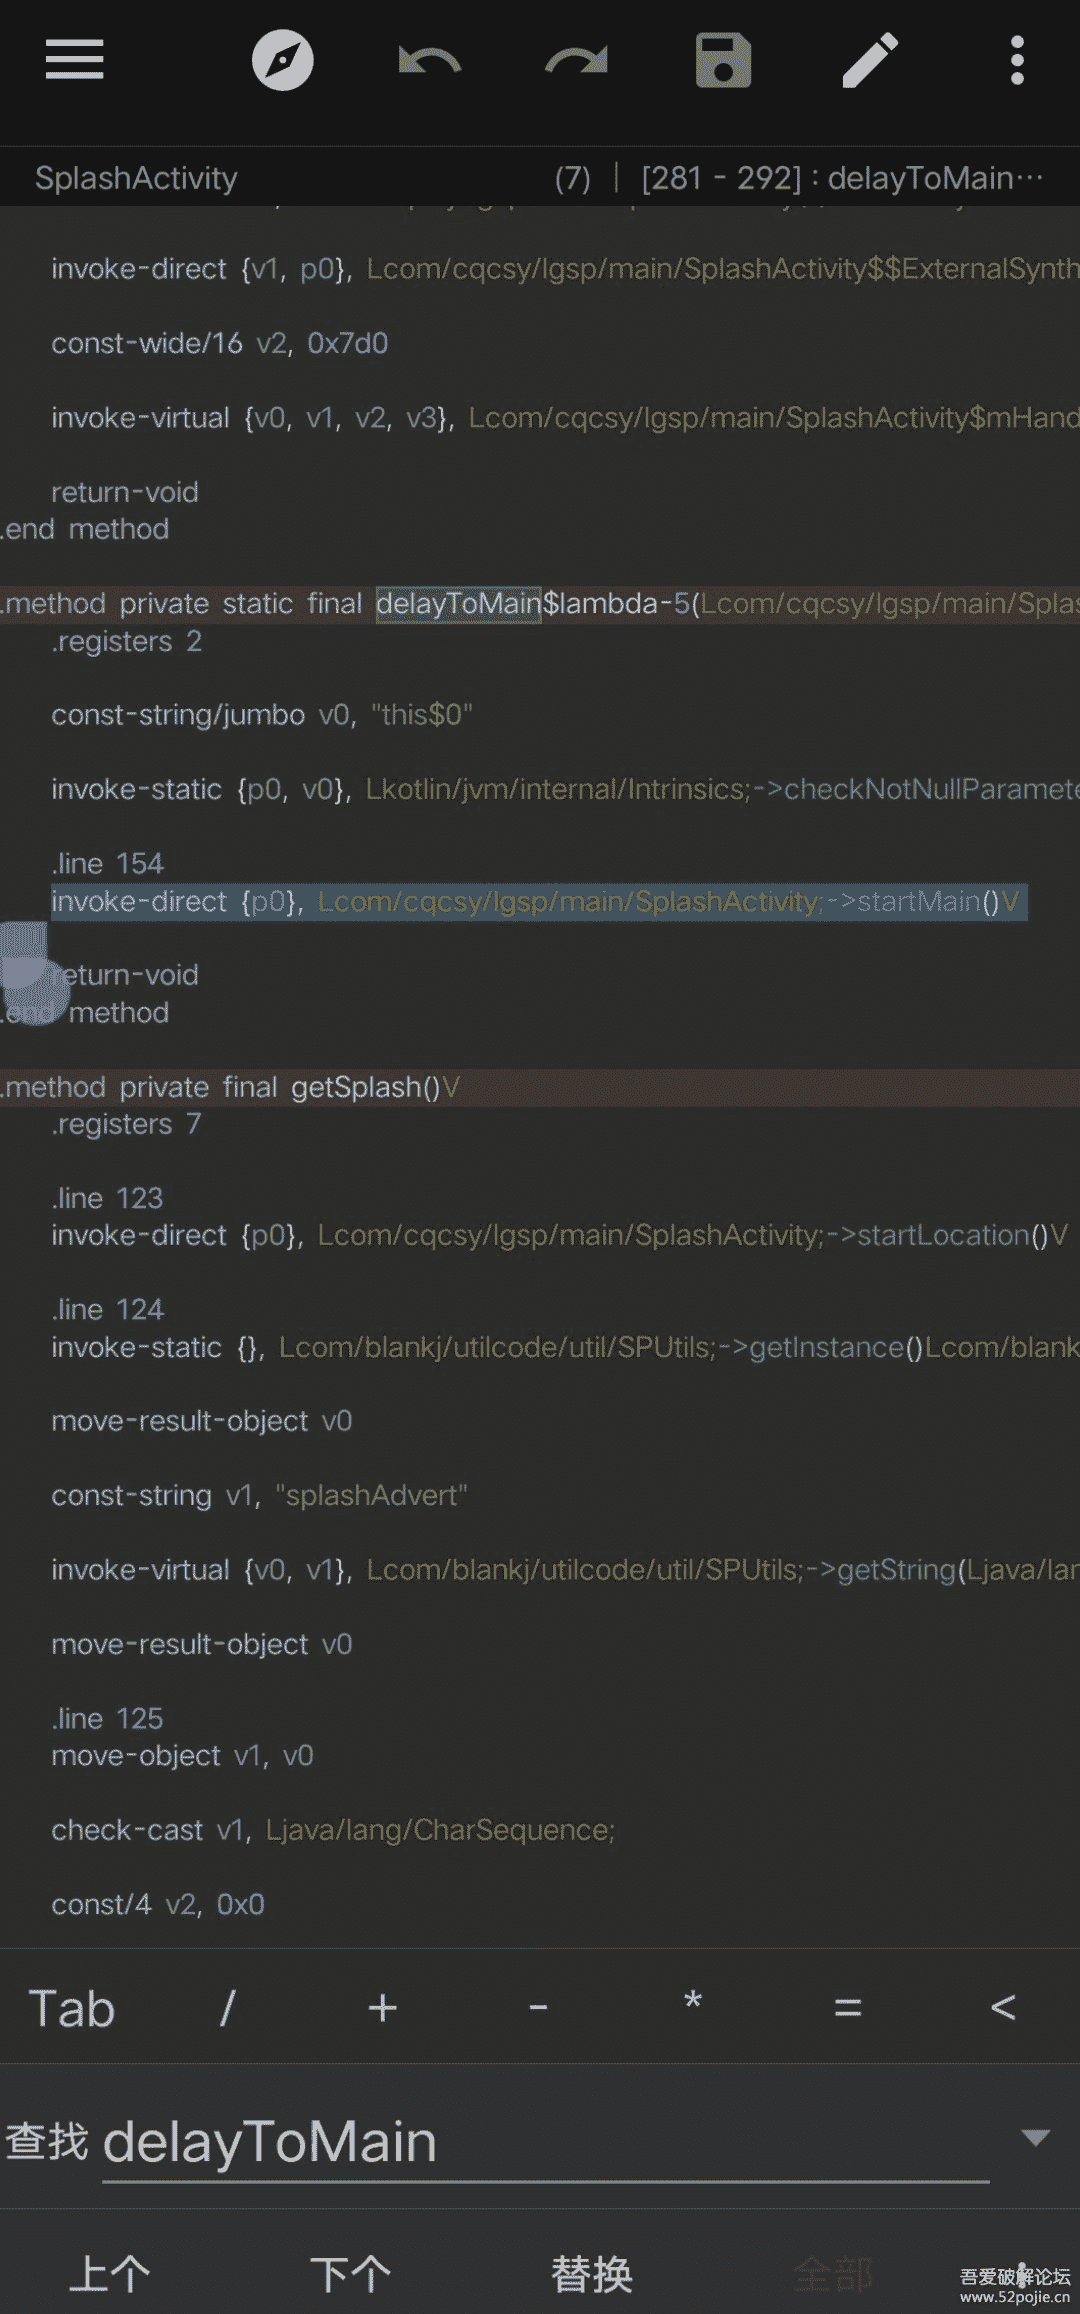 SplashActivity (7) | [281 - 292] : delayToMain···
invoke-direct {v1, p0}, Lcom/cqcsy/lgsp/main/SplashActivity$$ExternalSynth
const-wide/16 v2, 0x7d0
invoke-virtual {v0, v1, v2, v3}, Lcom/cqcsy/lgsp/main/SplashActivity$mHand
return-void
.end method
.method private static final delayToMain$lambda-5(Lcom/cqcsy/lgsp/main/Splas
.registers 2
const-string/jumbo v0, "this$0"
invoke-static {p0, v0}, Lkotlin/jvm/internal/Intrinsics;->checkNotNullParamete
.line 154
invoke-direct {p0}, Lcom/cqcsy/lgsp/main/SplashActivity;->startMain()V
return-void
.end method
.method private final getSplash()V
.registers 7
.line 123
invoke-direct {p0}, Lcom/cqcsy/lgsp/main/SplashActivity;->startLocation()V
.line 124
invoke-static {}, Lcom/blankj/utilcode/util/SPUtils;->getInstance()Lcom/blank
move-result-object v0
const-string v1, "splashAdvert"
invoke-virtual {v0, v1}, Lcom/blankj/utilcode/util/SPUtils;->getString(Ljava/lan
move-result-object v0
.line 125
move-object v1, v0
check-cast v1, Ljava/lang/CharSequence;
const/4 v2, 0x0
Tab / + - * = <
查找 delayToMain
上个 下个 替换 全部
吾爱破解论坛
www.52pojie.cn